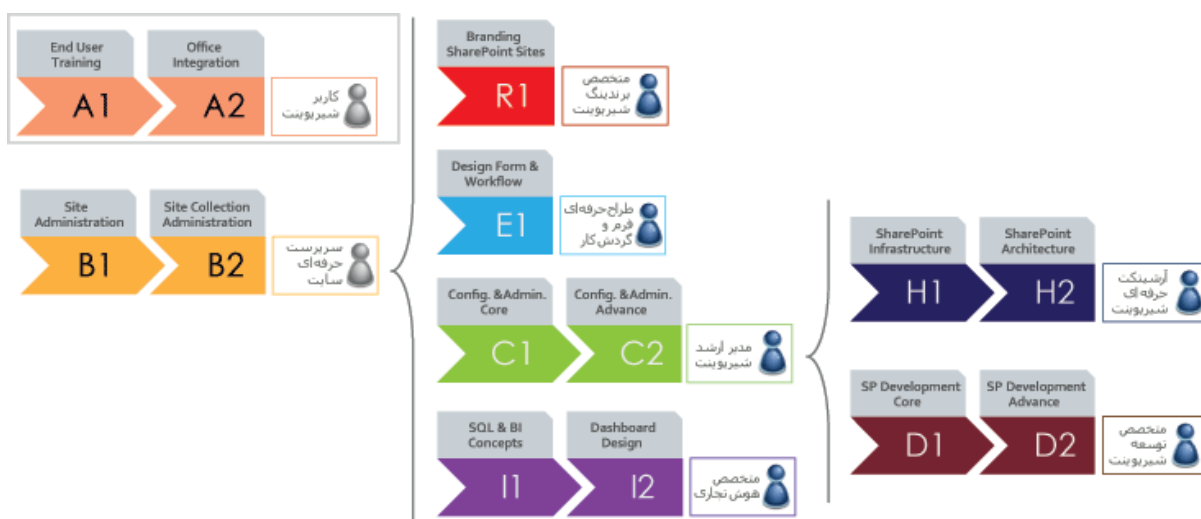 End User
Training
A1
Office
Integration
A2
کاربر
شیرپوینت
Site
Administration
B1
Site Collection
Administration
B2
سرپرست
حرفه‌ای
سایت
Branding
SharePoint Sites
R1
متخصص
برندینگ
شیرپوینت
Design Form &
Workflow
E1
طراح حرفه‌ای
فرم و
گردش‌کار
Config. &Admin.
Core
C1
Config. &Admin.
Advance
C2
مدیر ارشد
شیرپوینت
SQL & BI
Concepts
I1
Dashboard
Design
I2
متخصص
هوش تجاری
SharePoint
Infrastructure
H1
SharePoint
Architecture
H2
آرشیتکت
حرفه ای
شیرپوینت
SP Development
Core
D1
SP Development
Advance
D2
متخصص
توسعه
شیرپوینت